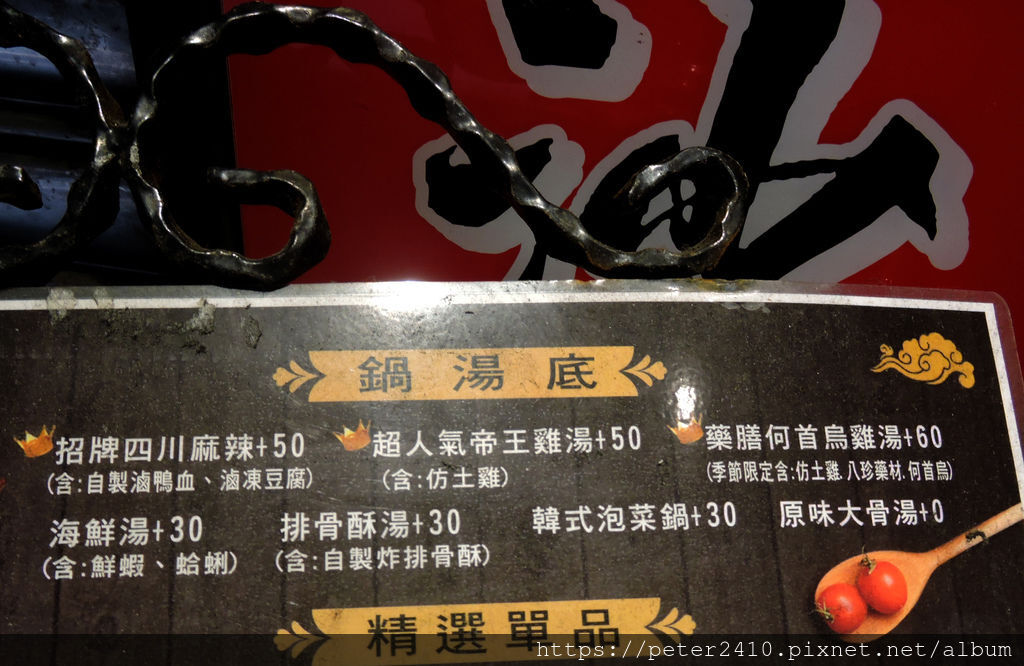 鍋湯底
招牌四川麻辣+50
(含:自製滷鴨血、滷凍豆腐)
超人氣帝王雞湯+50
(含:仿土雞)
藥膳何首烏雞湯+60
(季節限定含:仿土雞.八珍藥材.何首烏)
海鮮湯+30
(含:鮮蝦、蛤蜊)
排骨酥湯+30
(含:自製炸排骨酥)
韓式泡菜鍋+30
原味大骨湯+0
精選單品
https://peter2410.pixnet.net/album